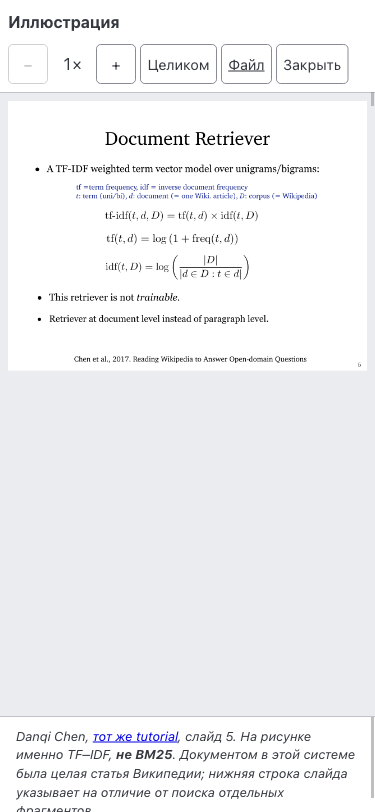 Иллюстрация
− 1× + Целиком Файл Закрыть
Document Retriever
• A TF-IDF weighted term vector model over unigrams/bigrams:
tf =term frequency, idf = inverse document frequency
t: term (uni/bi), d: document (= one Wiki. article), D: corpus (= Wikipedia)
tf-idf(t, d, D) = tf(t, d) × idf(t, D)
tf(t, d) = log (1 + freq(t, d))
idf(t, D) = log ( |D| / |d ∈ D : t ∈ d| )
• This retriever is not trainable.
• Retriever at document level instead of paragraph level.
Chen et al., 2017. Reading Wikipedia to Answer Open-domain Questions
5
Danqi Chen, тот же tutorial, слайд 5. На рисунке
именно TF–IDF, не BM25. Документом в этой системе
была целая статья Википедии; нижняя строка слайда
указывает на отличие от поиска отдельных
фрагментов.